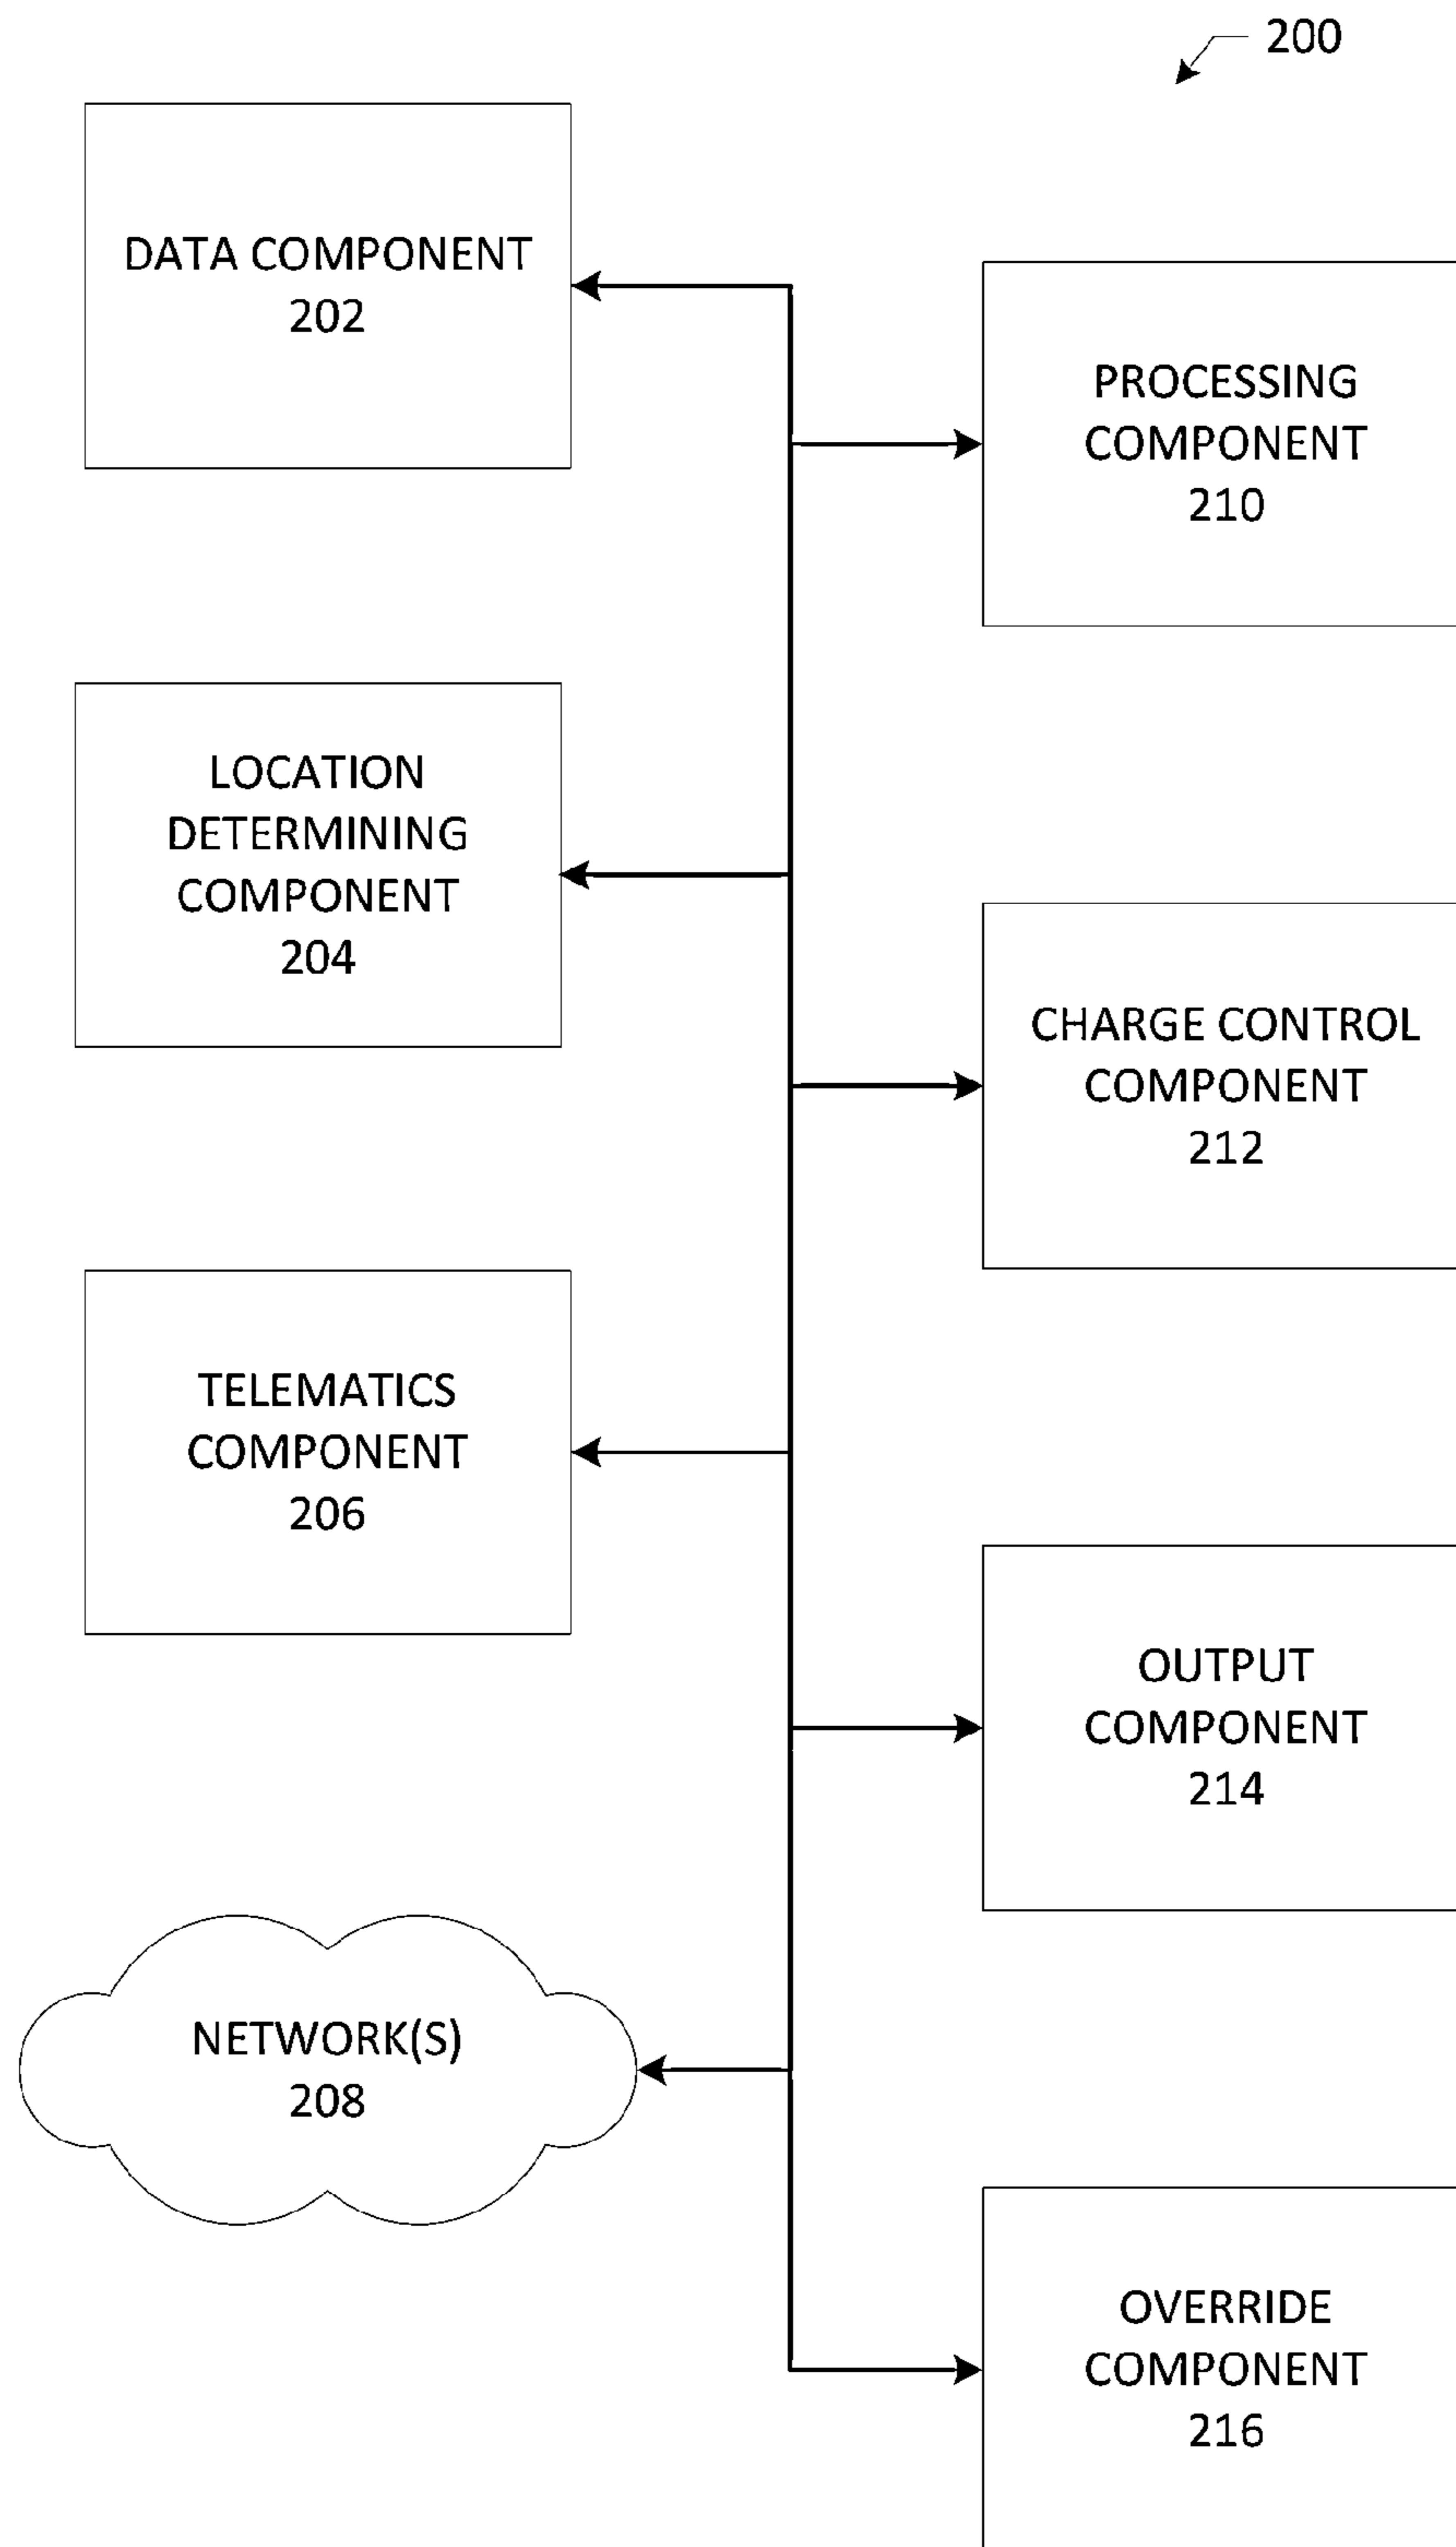 200
DATA COMPONENT
202
PROCESSING
COMPONENT
210
LOCATION
DETERMINING
COMPONENT
204
CHARGE CONTROL
COMPONENT
212
TELEMATICS
COMPONENT
206
OUTPUT
COMPONENT
214
NETWORK(S)
208
OVERRIDE
COMPONENT
216